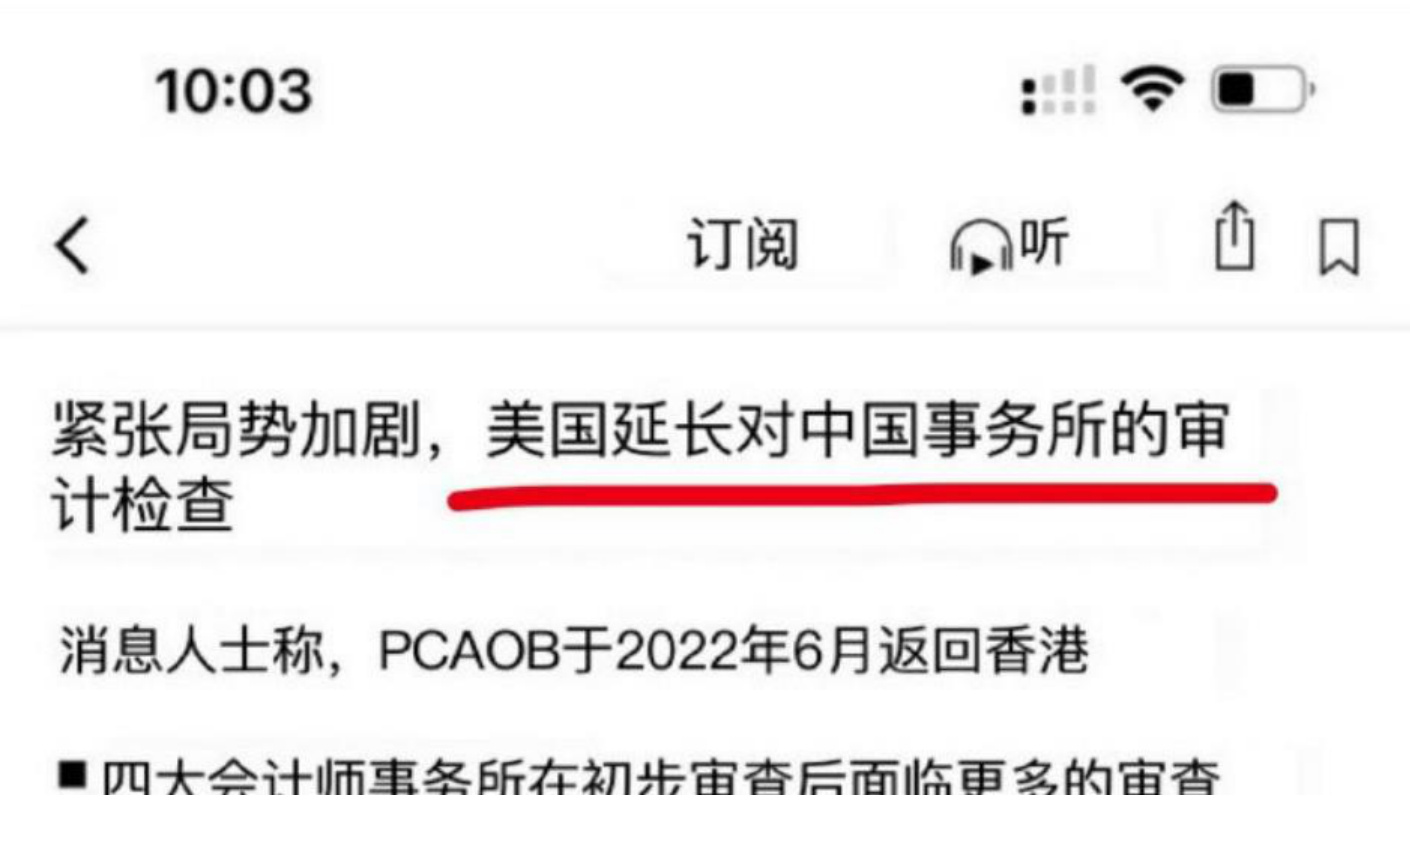 10:03
订阅 听
紧张局势加剧，美国延长对中国事务所的审
计检查
消息人士称，PCAOB于2022年6月返回香港
■ 四大会计师事务所在初步审查后面临更多的审查